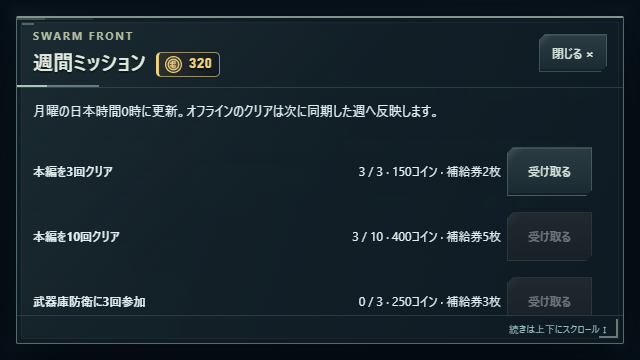 SWARM FRONT
週間ミッション 320
閉じる ×
月曜の日本時間0時に更新。オフラインのクリアは次に同期した週へ反映します。
本編を3回クリア 3 / 3 · 150コイン · 補給券2枚 受け取る
本編を10回クリア 3 / 10 · 400コイン · 補給券5枚 受け取る
武器庫防衛に3回参加 0 / 3 · 250コイン · 補給券3枚 受け取る
続きは上下にスクロール ↕